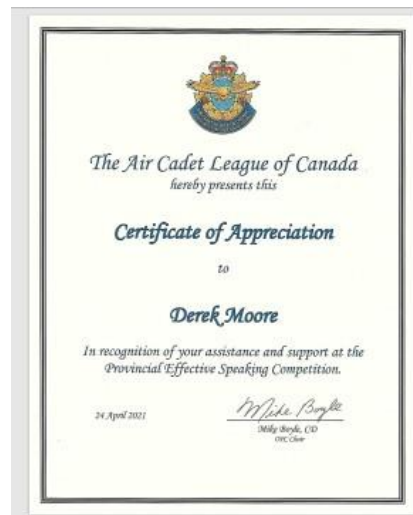 The Air Cadet League of Canada
hereby presents this
Certificate of Appreciation
to
Derek Moore
In recognition of your assistance and support at the
Provincial Effective Speaking Competition.
24 April 2021
Mike Boyle
Mike Boyle, CD